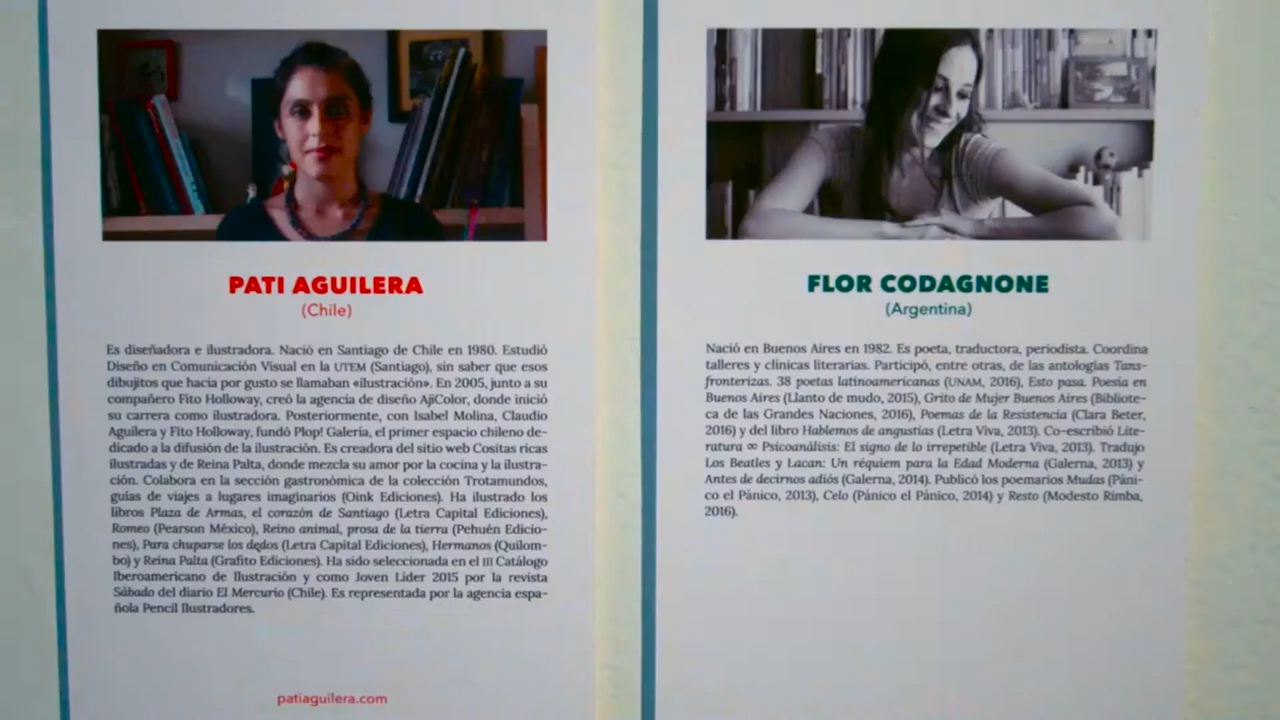 PATI AGUILERA
(Chile)
Es diseñadora e ilustradora. Nació en Santiago de Chile en 1980. Estudió
Diseño en Comunicación Visual en la UTEM (Santiago), sin saber que esos
dibujitos que hacía por gusto se llamaban «ilustración». En 2005, junto a su
compañero Fito Holloway, creó la agencia de diseño AjíColor, donde inició
su carrera como ilustradora. Posteriormente, con Isabel Molina, Claudio
Aguilera y Fito Holloway, fundó Plop! Galería, el primer espacio chileno de-
dicado a la difusión de la ilustración. Es creadora del sitio web Cositas ricas
ilustradas y de Reina Palta, donde mezcla su amor por la cocina y la ilustra-
ción. Colabora en la sección gastronómica de la colección Trotamundos,
guías de viajes a lugares imaginarios (Oink Ediciones). Ha ilustrado los
libros Plaza de Armas, el corazón de Santiago (Letra Capital Ediciones),
Romeo (Pearson México), Reino animal, prosa de la tierra (Pehuén Edicio-
nes), Para chuparse los dedos (Letra Capital Ediciones), Hermanos (Quilom-
bo) y Reina Palta (Grafito Ediciones). Ha sido seleccionada en el III Catálogo
Iberoamericano de Ilustración y como Joven Líder 2015 por la revista
Sábado del diario El Mercurio (Chile). Es representada por la agencia espa-
ñola Pencil Ilustradores.
patiaguilera.com
FLOR CODAGNONE
(Argentina)
Nació en Buenos Aires en 1982. Es poeta, traductora, periodista. Coordina
talleres y clínicas literarias. Participó, entre otras, de las antologías Tans-
fronterizas. 38 poetas latinoamericanas (UNAM, 2016), Esto pasa. Poesía en
Buenos Aires (Llanto de mudo, 2015), Grito de Mujer Buenos Aires (Bibliote-
ca de las Grandes Naciones, 2016), Poemas de la Resistencia (Clara Beter,
2016) y del libro Hablemos de angustias (Letra Viva, 2013). Co-escribió Lite-
ratura ∞ Psicoanálisis: El signo de lo irrepetible (Letra Viva, 2013). Tradujo
Los Beatles y Lacan: Un réquiem para la Edad Moderna (Galerna, 2013) y
Antes de decirnos adiós (Galerna, 2014). Publicó los poemarios Mudas (Páni-
co el Pánico, 2013), Celo (Pánico el Pánico, 2014) y Resto (Modesto Rimba,
2016).